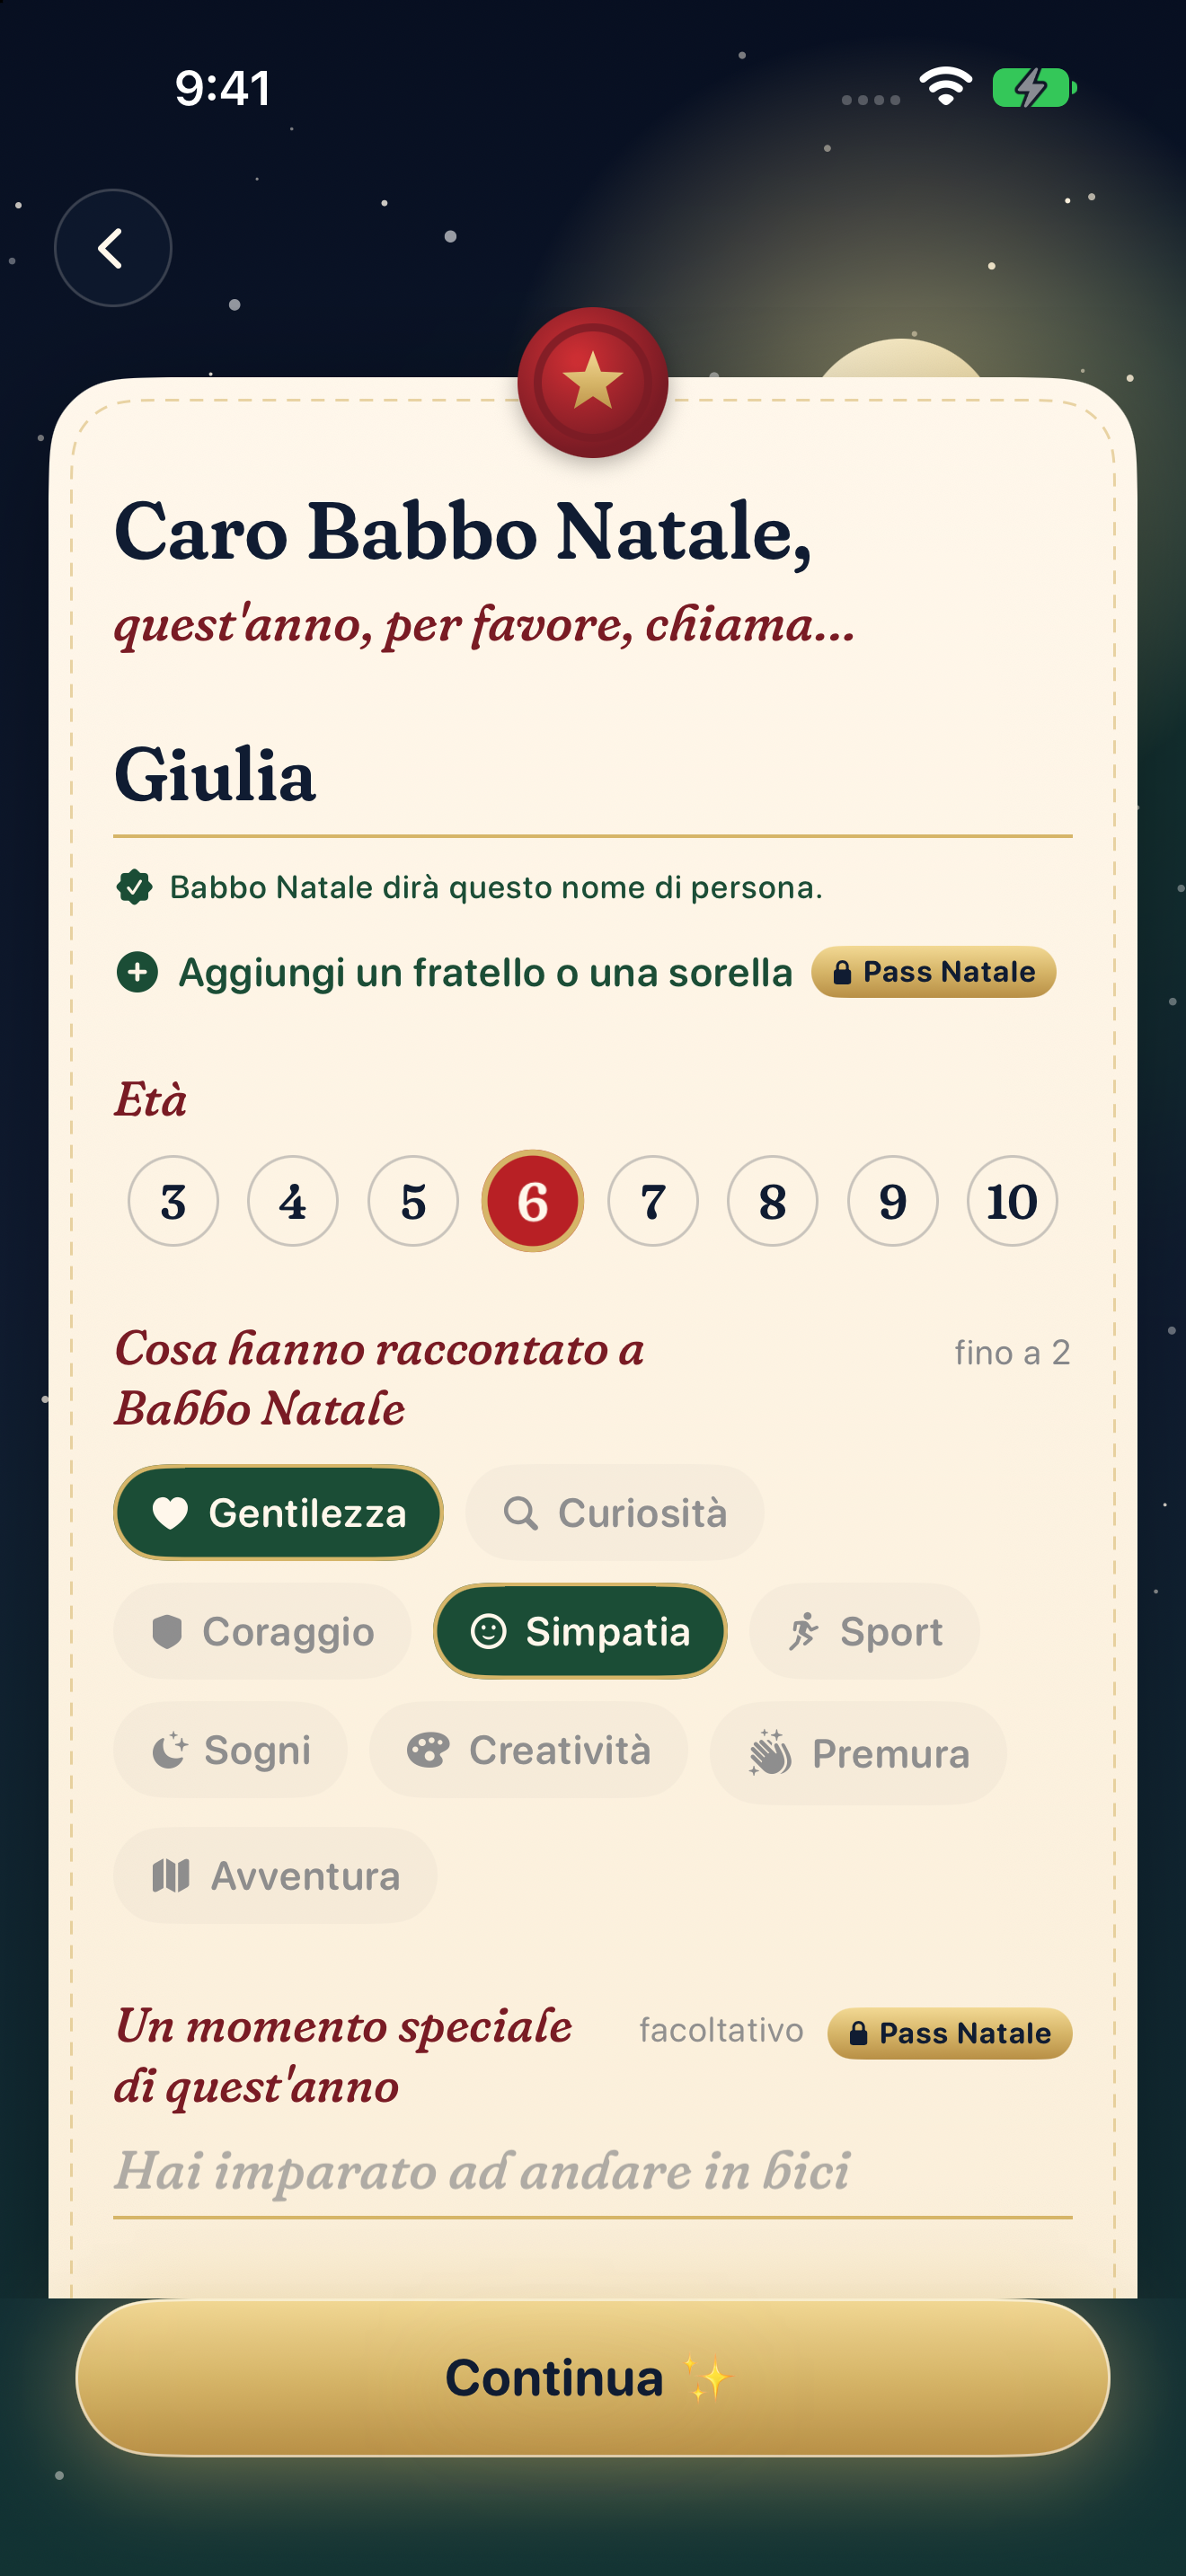 9:41
Caro Babbo Natale,
quest'anno, per favore, chiama...
Giulia
Babbo Natale dirà questo nome di persona.
Aggiungi un fratello o una sorella Pass Natale
Età
3 4 5 6 7 8 9 10
Cosa hanno raccontato a fino a 2
Babbo Natale
Gentilezza Curiosità
Coraggio Simpatia Sport
Sogni Creatività Premura
Avventura
Un momento speciale facoltativo Pass Natale
di quest'anno
Hai imparato ad andare in bici
Continua ✨